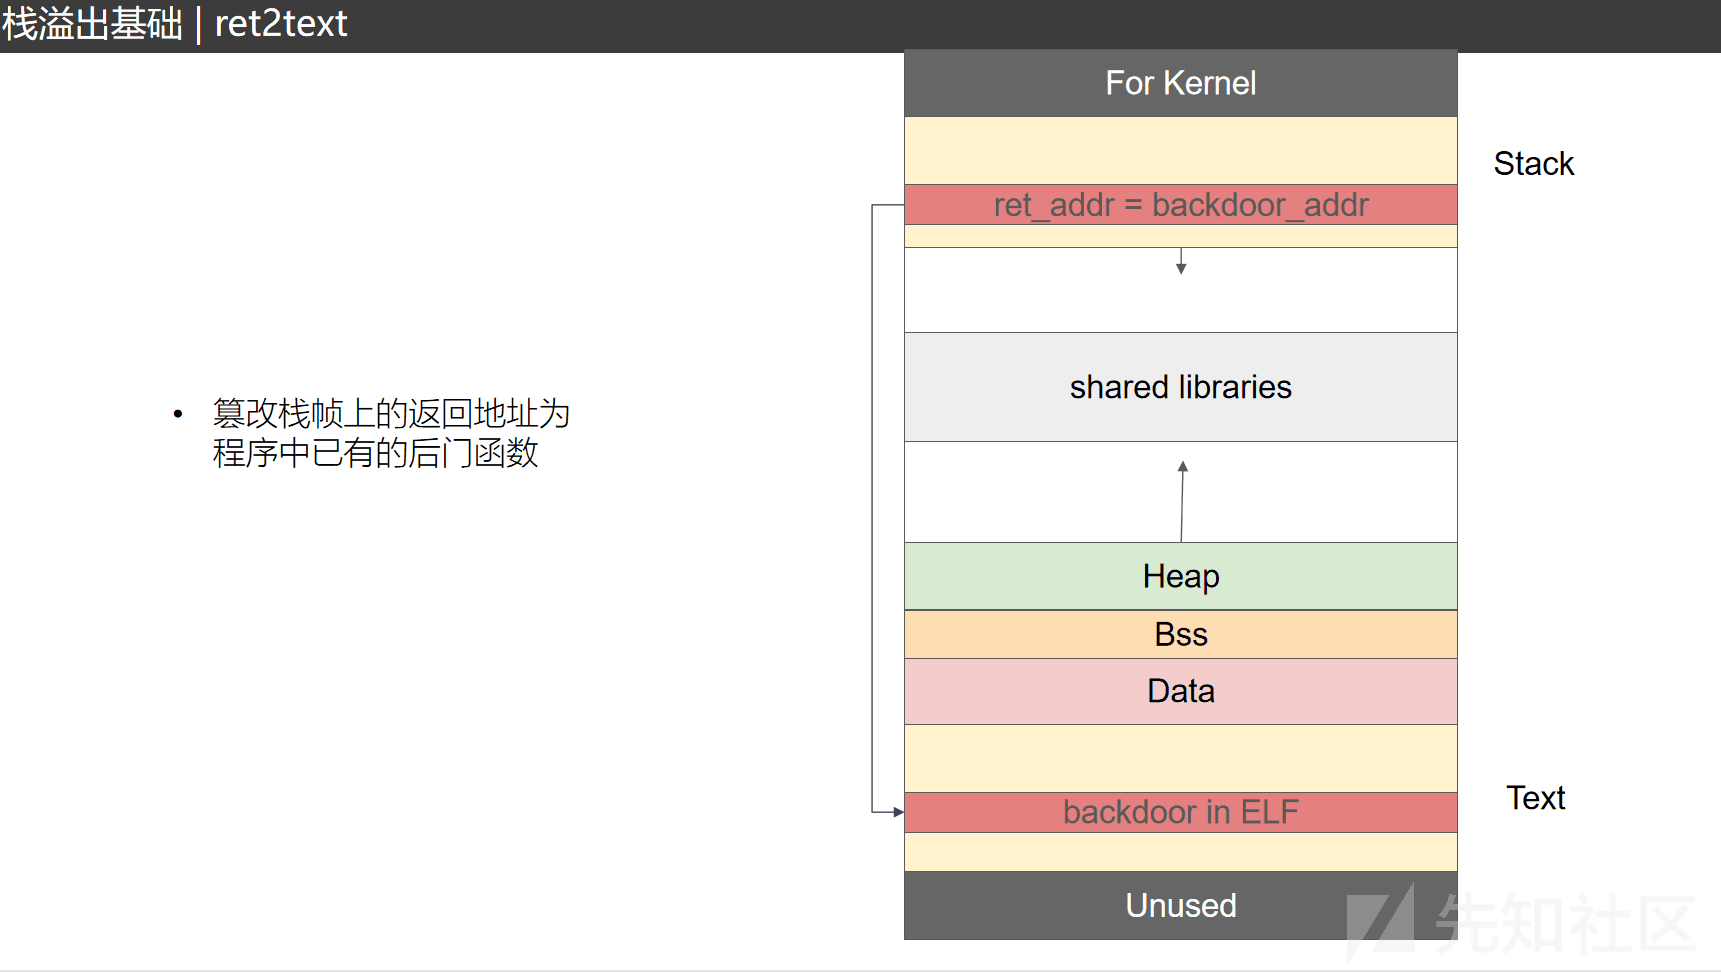 栈溢出基础 | ret2text
For Kernel
Stack
ret_addr = backdoor_addr
shared libraries
• 篡改栈帧上的返回地址为
程序中已有的后门函数
Heap
Bss
Data
Text
backdoor in ELF
Unused
先知社区